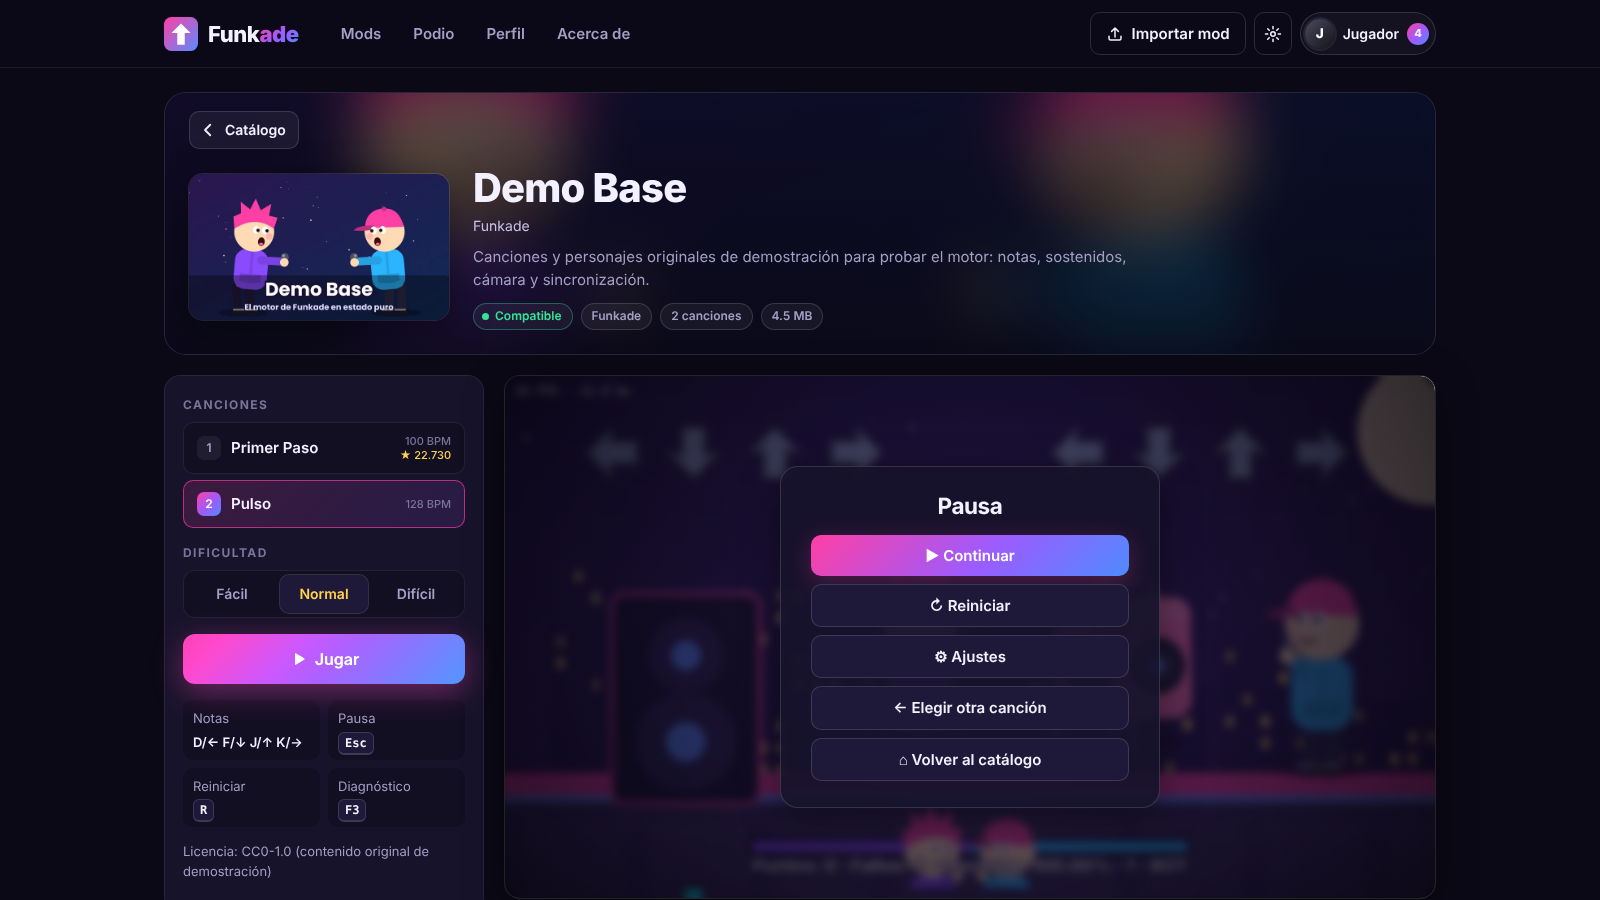 Funkade
Mods
Podio
Perfil
Acerca de
Importar mod
J
Jugador
4
Catálogo
Demo Base
El motor de Funkade en estado puro
Demo Base
Funkade
Canciones y personajes originales de demostración para probar el motor: notas, sostenidos,
cámara y sincronización.
Compatible
Funkade
2 canciones
4.5 MB
CANCIONES
1
Primer Paso
100 BPM
★ 22.730
2
Pulso
128 BPM
DIFICULTAD
Fácil
Normal
Difícil
Jugar
Notas
D/← F/↓ J/↑ K/→
Pausa
Esc
Reiniciar
R
Diagnóstico
F3
Licencia: CC0-1.0 (contenido original de
demostración)
Pausa
▶ Continuar
↻ Reiniciar
⚙ Ajustes
← Elegir otra canción
⌂ Volver al catálogo